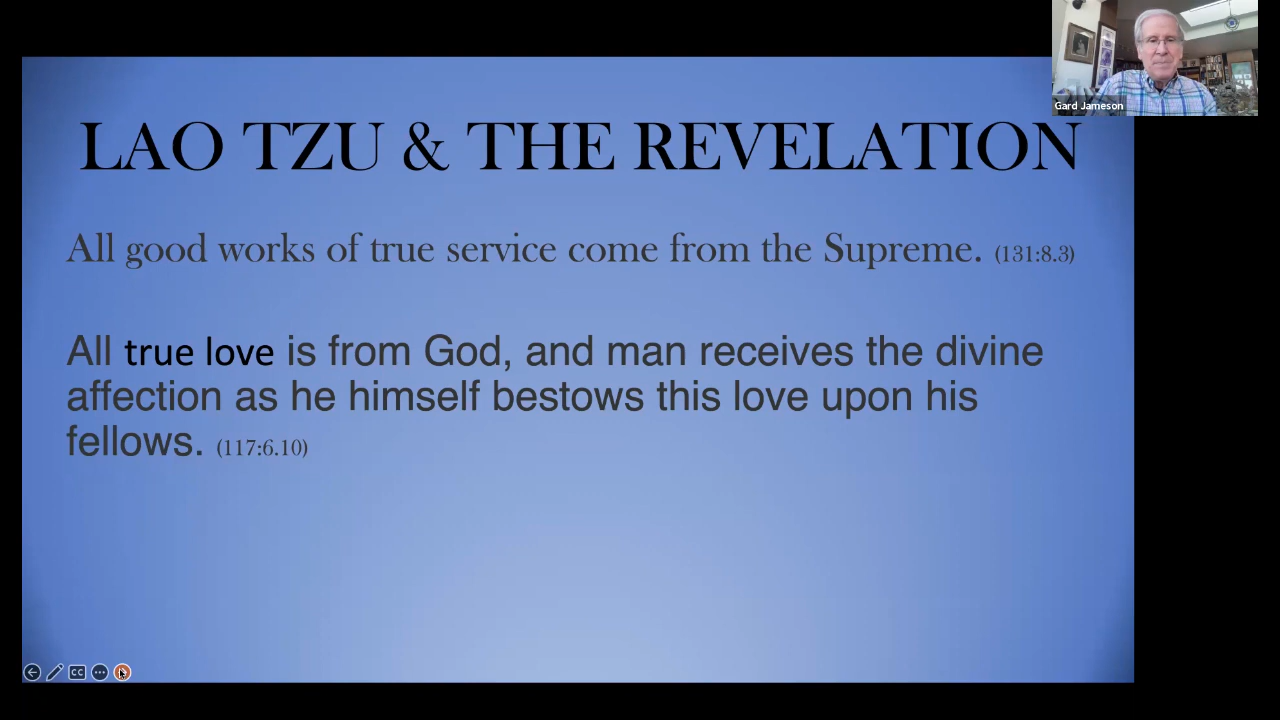 Gard Jameson
LAO TZU & THE REVELATION
All good works of true service come from the Supreme. (131:8.3)
All true love is from God, and man receives the divine
affection as he himself bestows this love upon his
fellows. (117:6.10)
CC